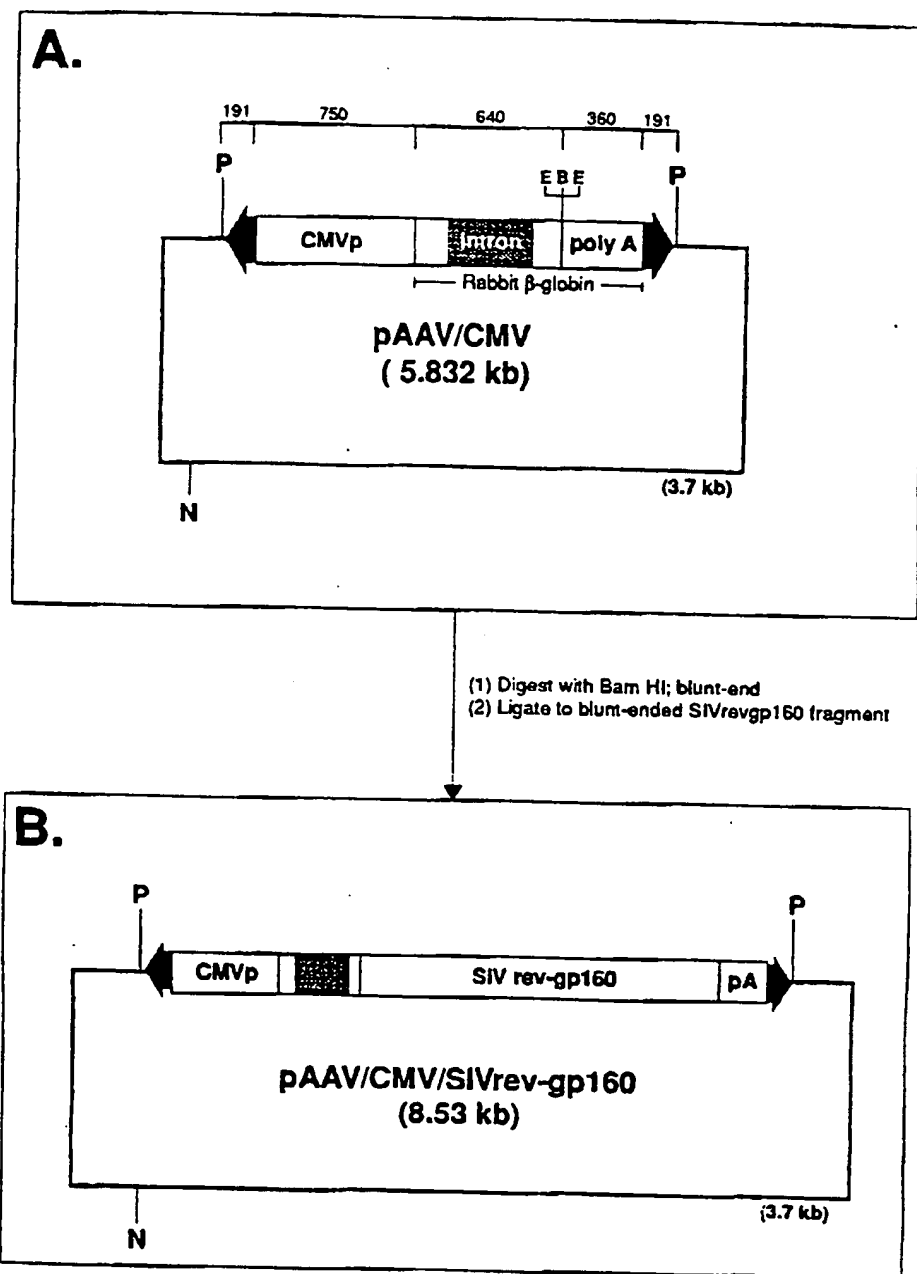 A.
191 750 640 360 191
P E B E P
CMVp Intron poly A
Rabbit β-globin
pAAV/CMV
( 5.832 kb)
(3.7 kb)
N
(1) Digest with Bam HI; blunt-end
(2) Ligate to blunt-ended SIVrevgp160 fragment
B.
P P
CMVp SIV rev-gp160 pA
pAAV/CMV/SIVrev-gp160
(8.53 kb)
(3.7 kb)
N